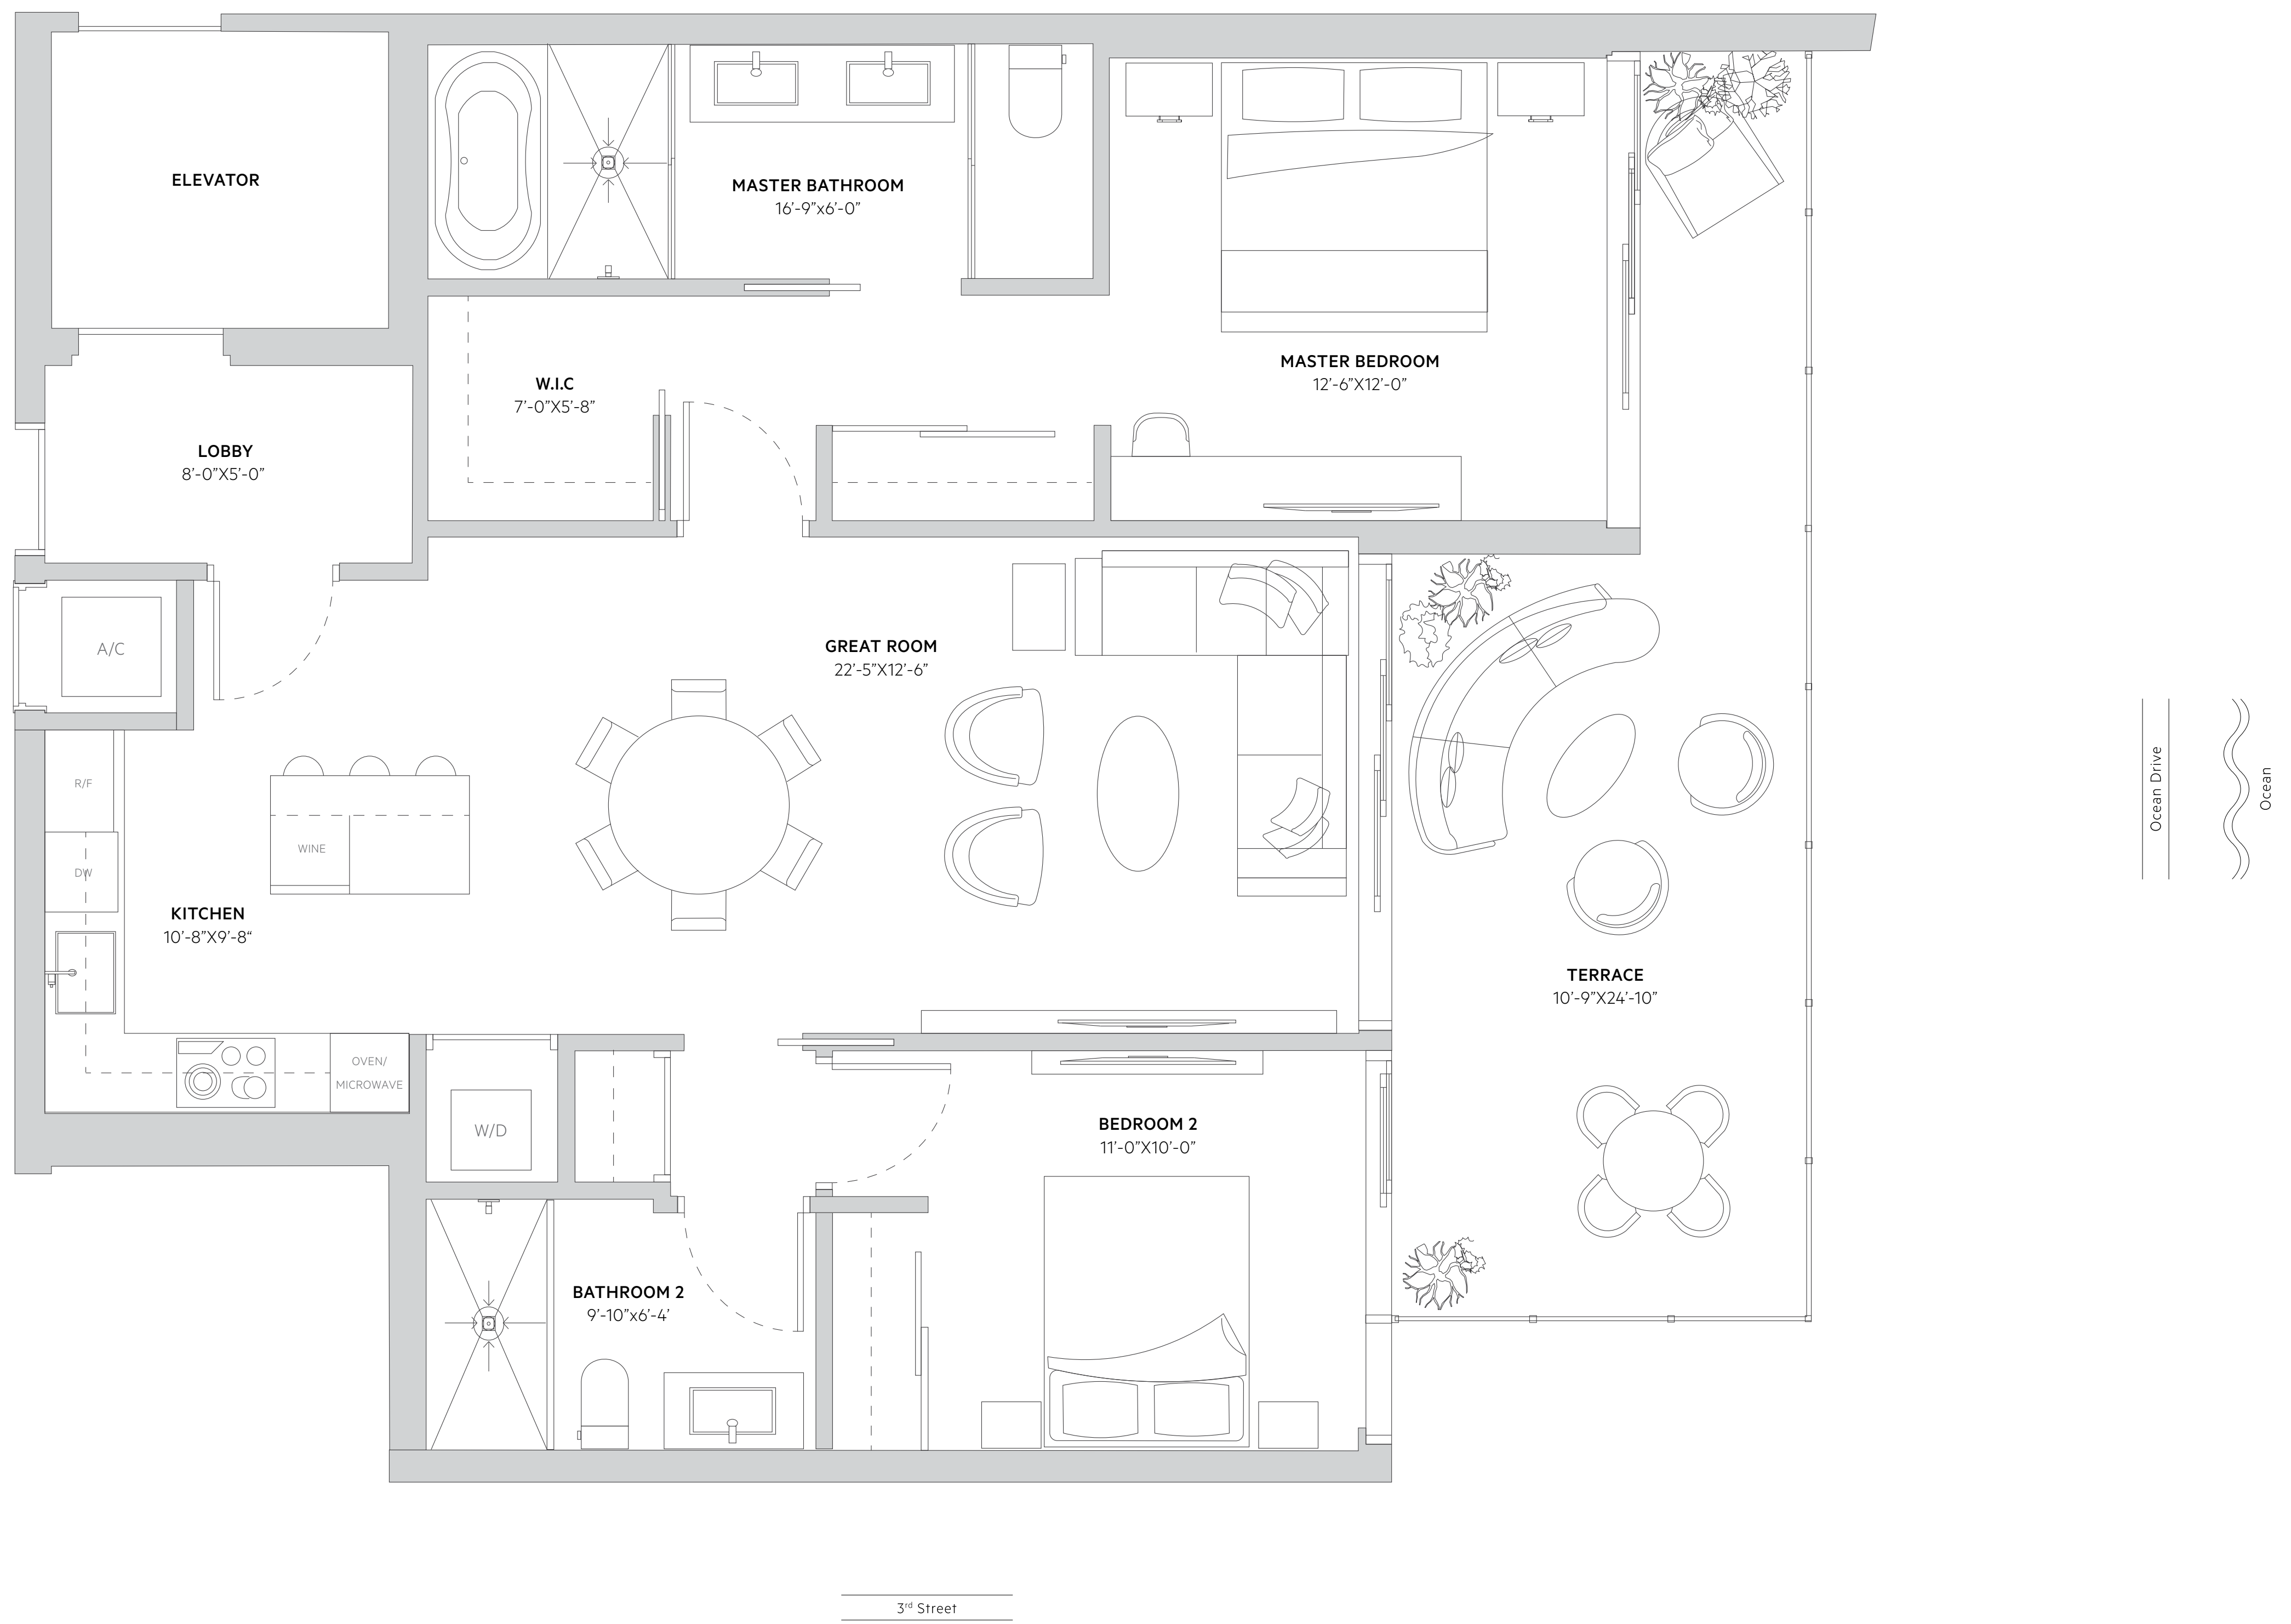 ELEVATOR
MASTER BATHROOM
16’-9”x6’-0”
MASTER BEDROOM
12’-6”X12’-0”
W.I.C
7’-0”X5’-8”
LOBBY
8’-0”X5’-0”
A/C
GREAT ROOM
22’-5”X12’-6”
R/F
WINE
DW
KITCHEN
10’-8”X9’-8“
OVEN/
MICROWAVE
W/D
TERRACE
10’-9”X24’-10”
BEDROOM 2
11’-0”X10’-0”
BATHROOM 2
9’-10”x6’-4’
Ocean Drive
Ocean
3rd Street